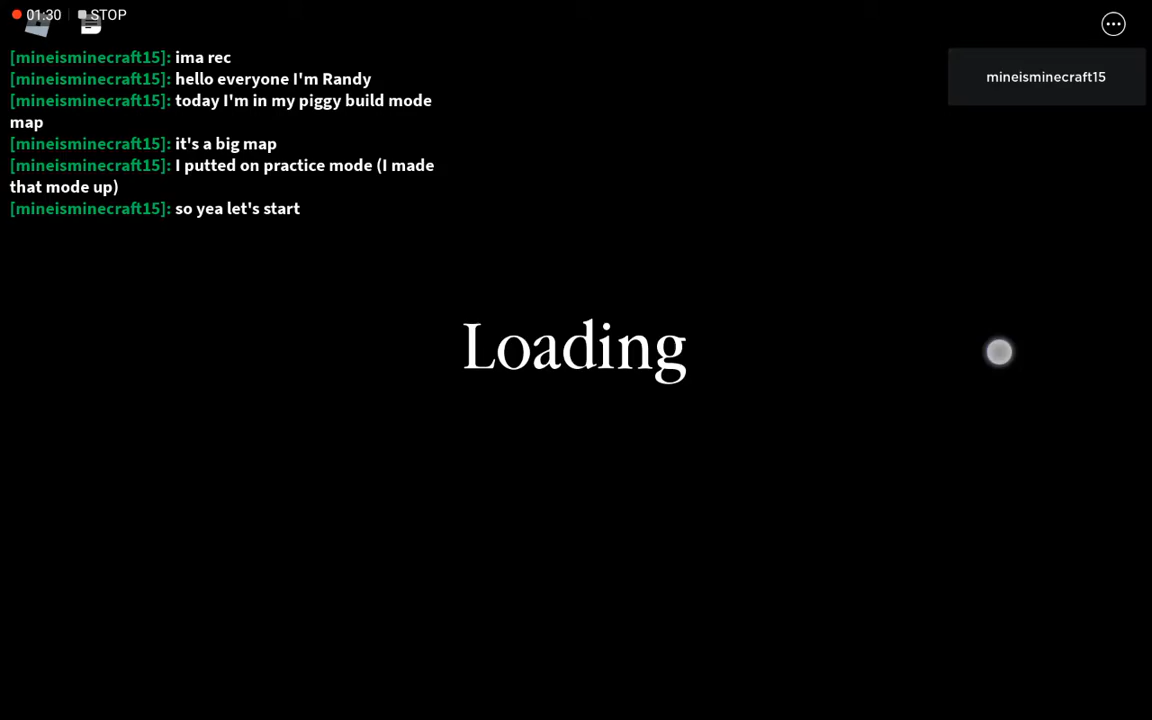 01:30 STOP
[mineisminecraft15]: ima rec
[mineisminecraft15]: hello everyone I'm Randy
[mineisminecraft15]: today I'm in my piggy build mode
map
[mineisminecraft15]: it's a big map
[mineisminecraft15]: I putted on practice mode (I made
that mode up)
[mineisminecraft15]: so yea let's start
mineisminecraft15
Loading